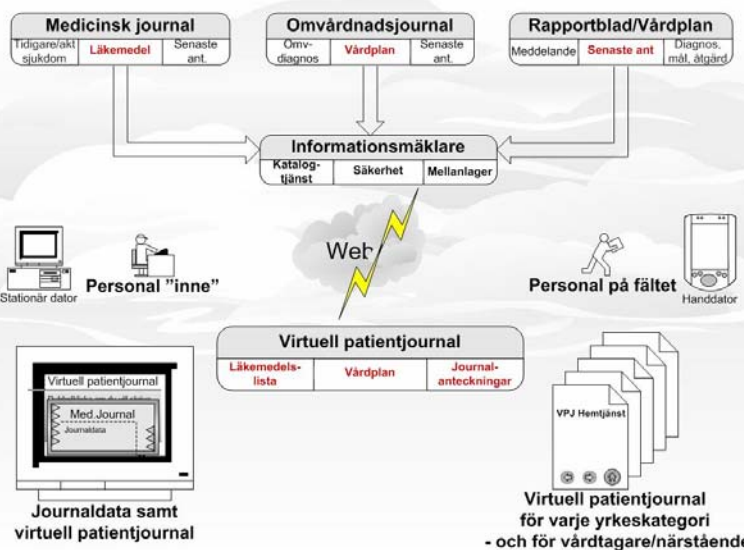 Medicinsk journal
Tidigare/akt
sjukdom
Läkemedel
Senaste
ant.
Omvårdnadsjournal
Omv-
diagnos
Vårdplan
Senaste
ant.
Rapportblad/Vårdplan
Meddelande
Senaste ant
Diagnos,
mål, åtgärd.
Informationsmäklare
Katalog-
tjänst
Säkerhet
Mellanlager
Web
Stationär dator
Personal ”inne”
Personal på fältet
Handdator
Virtuell patientjournal
Läkemedels-
lista
Vårdplan
Journal-
anteckningar
Virtuell patientjournal
Med.Journal
Journaldata
VPJ Hemtjänst
Journaldata samt
virtuell patientjournal
Virtuell patientjournal
för varje yrkeskategori
- och för vårdtagare/närstående